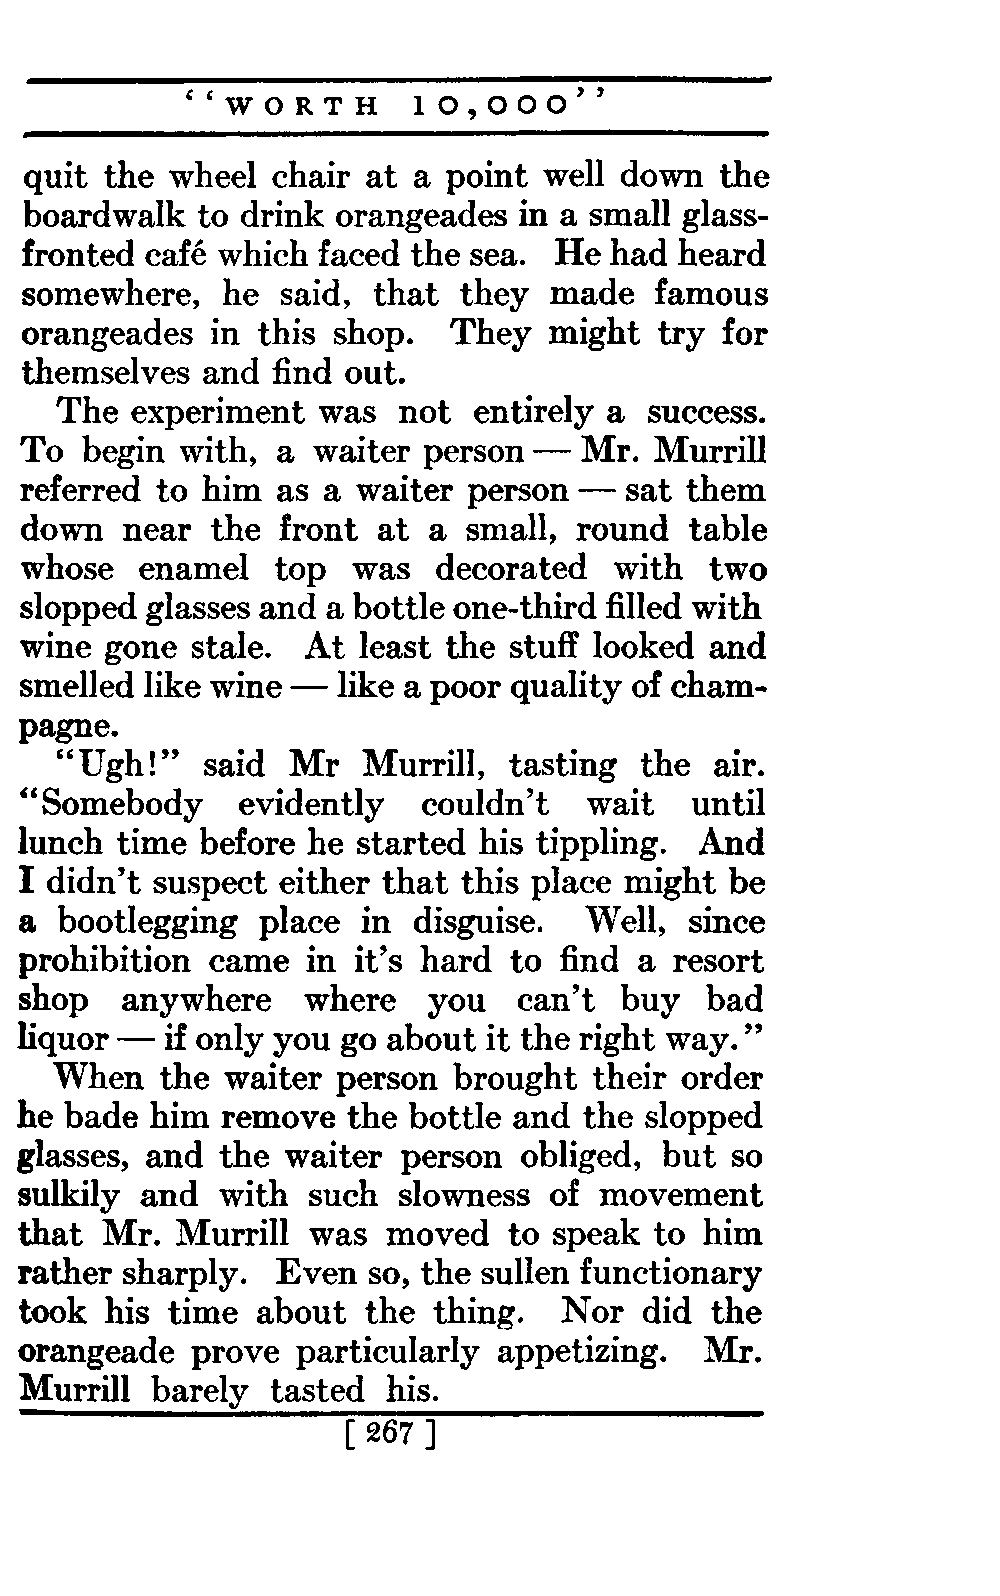 “WORTH 10,000”
quit the wheel chair at a point well down the
boardwalk to drink orangeades in a small glass-
fronted café which faced the sea. He had heard
somewhere, he said, that they made famous
orangeades in this shop. They might try for
themselves and find out.
The experiment was not entirely a success.
To begin with, a waiter person — Mr. Murrill
referred to him as a waiter person — sat them
down near the front at a small, round table
whose enamel top was decorated with two
slopped glasses and a bottle one-third filled with
wine gone stale. At least the stuff looked and
smelled like wine — like a poor quality of cham-
pagne.
“Ugh!” said Mr Murrill, tasting the air.
“Somebody evidently couldn’t wait until
lunch time before he started his tippling. And
I didn’t suspect either that this place might be
a bootlegging place in disguise. Well, since
prohibition came in it’s hard to find a resort
shop anywhere where you can’t buy bad
liquor — if only you go about it the right way.”
When the waiter person brought their order
he bade him remove the bottle and the slopped
glasses, and the waiter person obliged, but so
sulkily and with such slowness of movement
that Mr. Murrill was moved to speak to him
rather sharply. Even so, the sullen functionary
took his time about the thing. Nor did the
orangeade prove particularly appetizing. Mr.
Murrill barely tasted his.
[ 267 ]